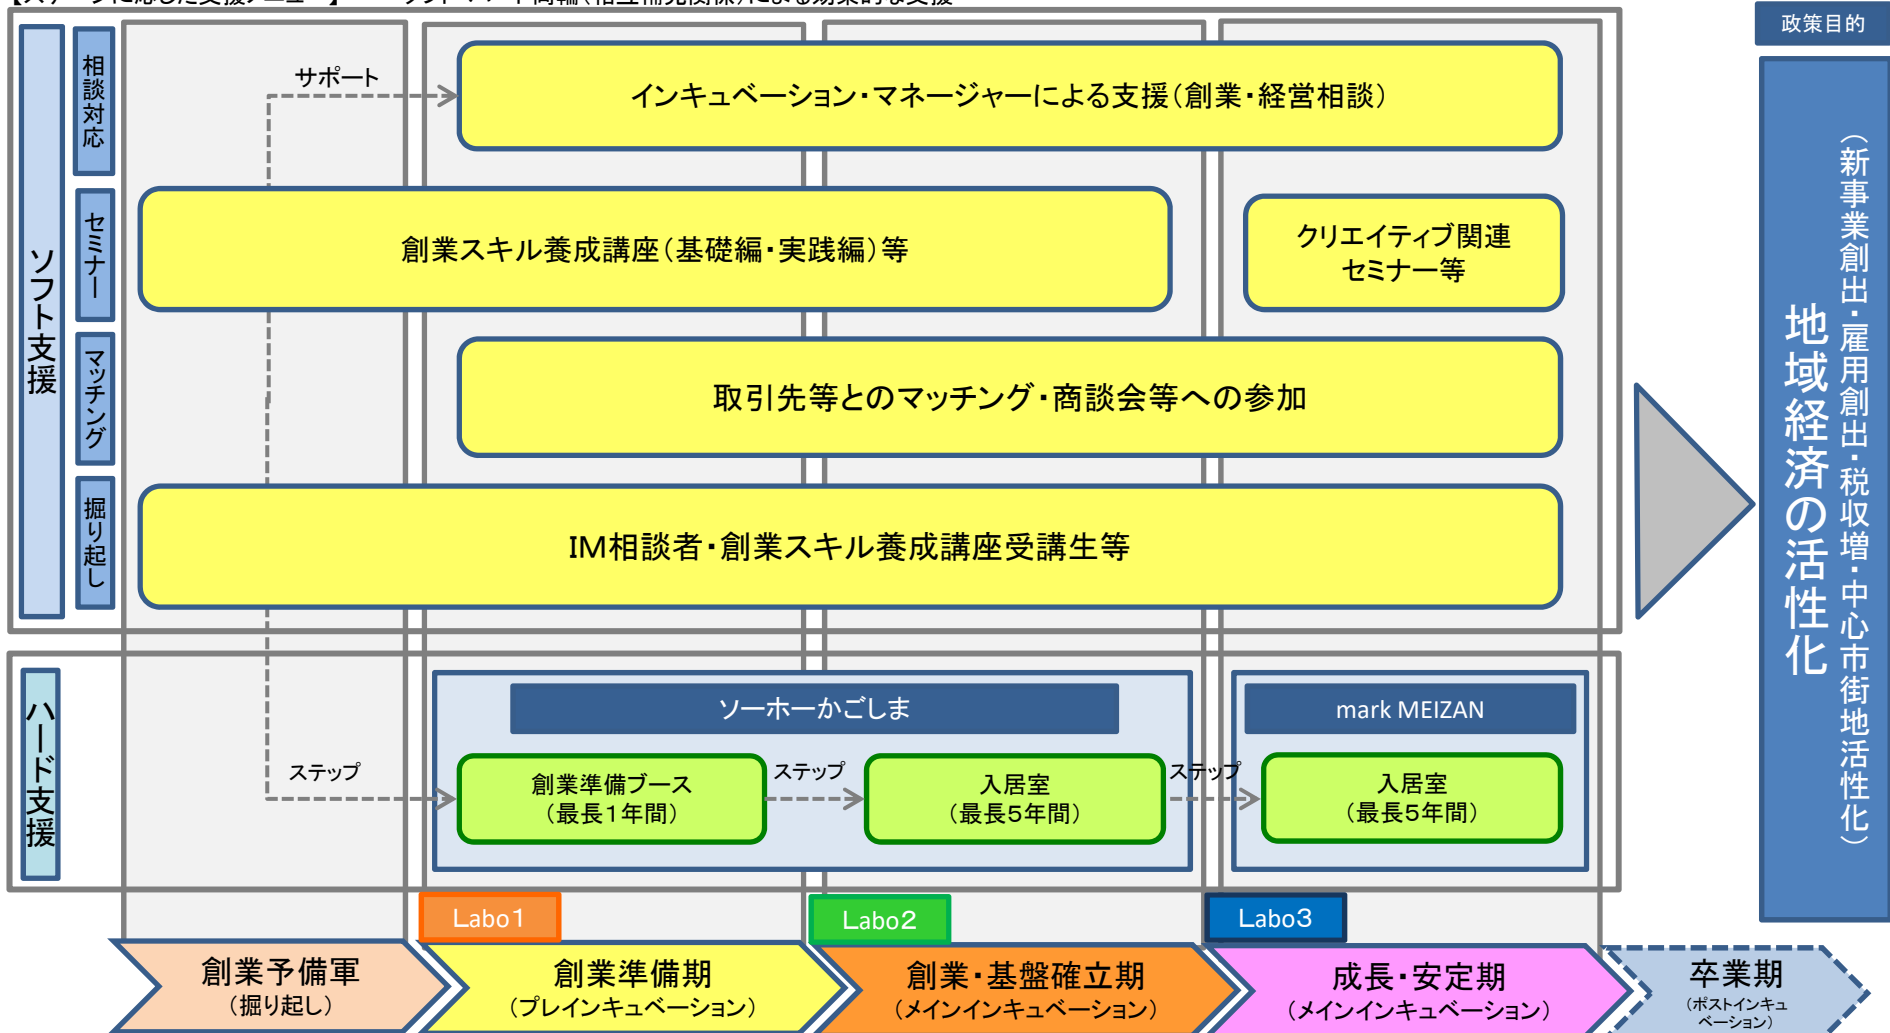 政策目的
ソフト支援
相談対応
サポート
インキュベーション・マネージャーによる支援（創業・経営相談）
セミナー
創業スキル養成講座（基礎編・実践編）等
クリエイティブ関連
セミナー等
マッチング
取引先等とのマッチング・商談会等への参加
掘り起し
IM相談者・創業スキル養成講座受講生等
地域経済の活性化
（新事業創出・雇用創出・税収増・中心市街地活性化）
ハード支援
ソーホーかごしま
mark MEIZAN
ステップ
創業準備ブース
（最長１年間）
ステップ
入居室
（最長5年間）
ステップ
入居室
（最長5年間）
Labo1
Labo2
Labo3
創業予備軍
（掘り起し）
創業準備期
（プレインキュベーション）
創業・基盤確立期
（メインインキュベーション）
成長・安定期
（メインインキュベーション）
卒業期
（ポストインキュ
ベーション）